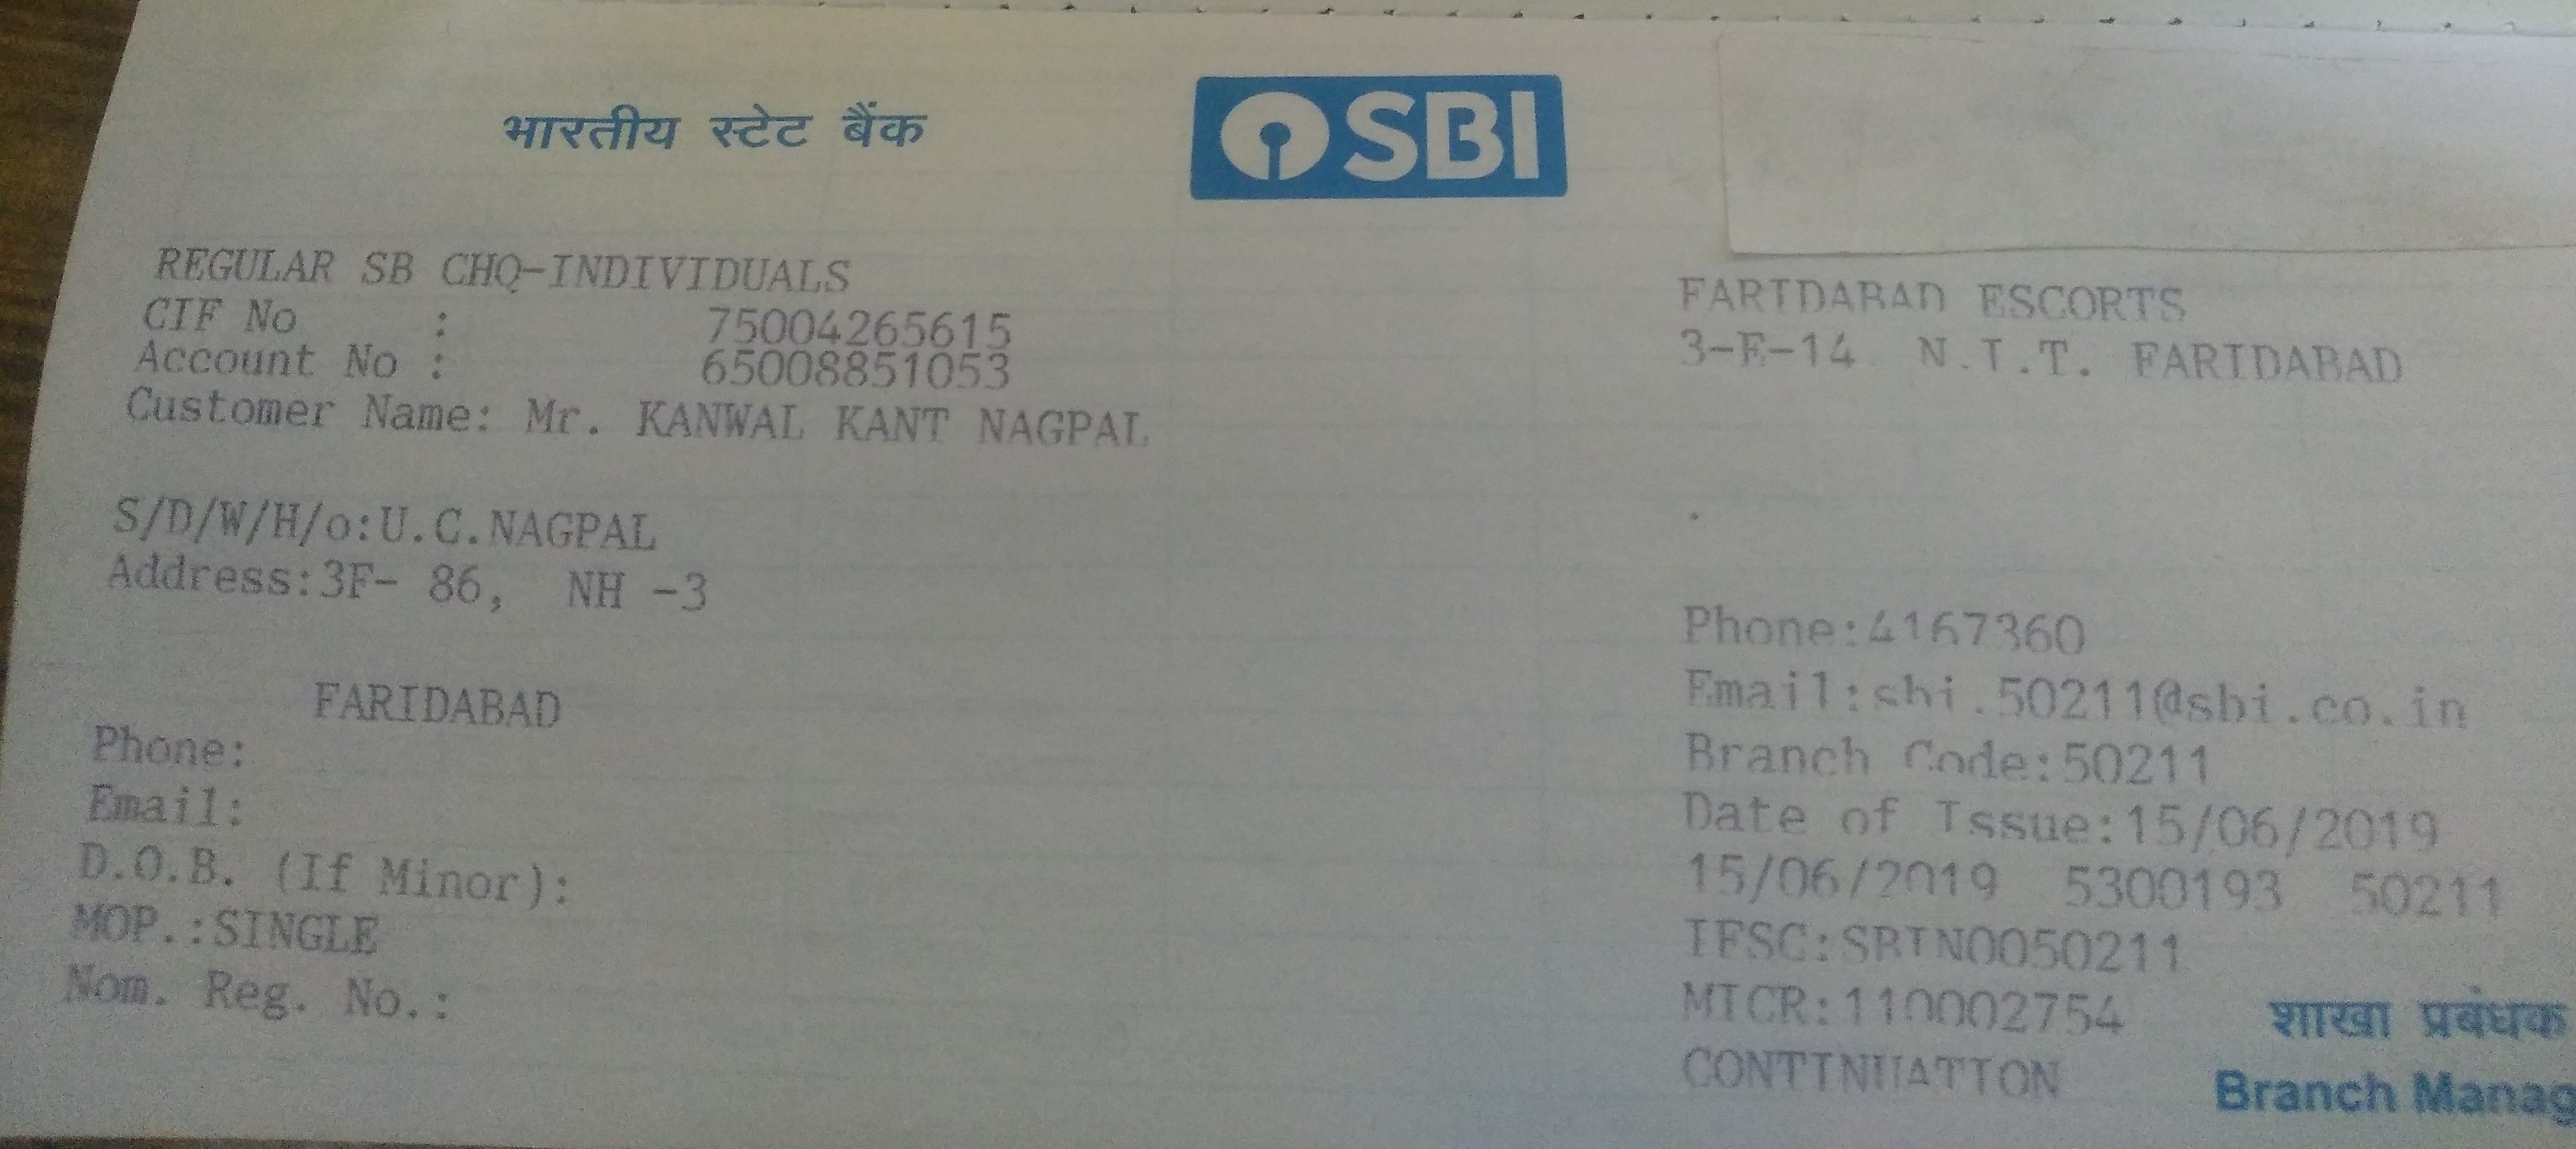 भारतीय स्टेट बैंक
SBI
REGULAR SB CHQ-INDIVIDUALS
CIF No : 75004265615
Account No : 65008851053
Customer Name: Mr. KANWAL KANT NAGPAL
S/D/W/H/o:U.C.NAGPAL
Address:3F- 86, NH -3
FARIDABAD
Phone:
Email:
D.O.B. (If Minor):
MOP.:SINGLE
Nom. Reg. No.:
FARIDABAD ESCORTS
3-E-14 N.I.T. FARIDABAD
Phone:4167360
Email:sbi.50211@sbi.co.in
Branch Code:50211
Date of Issue:15/06/2019
15/06/2019 5300193 50211
IFSC:SBIN0050211
MICR:110002754
CONTINUATION
शाखा प्रबंधक
Branch Manag